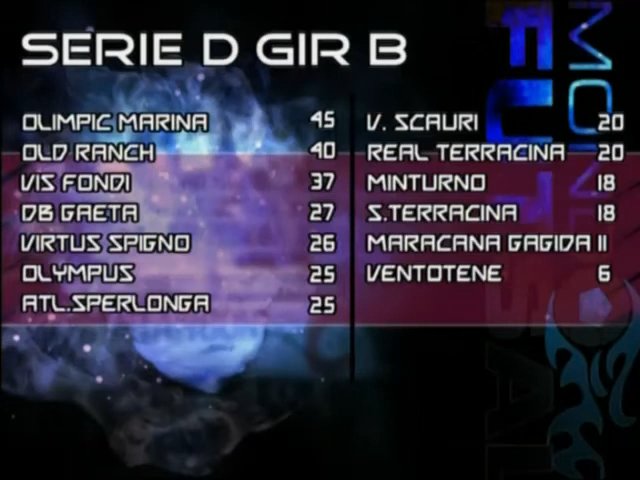 SERIE D GIR B
OLIMPIC MARINA 45
OLD RANCH 40
VIS FONDI 37
DB GAETA 27
VIRTUS SPIGNO 26
OLYMPUS 25
ATL.SPERLONGA 25
V. SCAURI 20
REAL TERRACINA 20
MINTURNO 18
S.TERRACINA 18
MARACANA GAGIDA 11
VENTOTENE 6